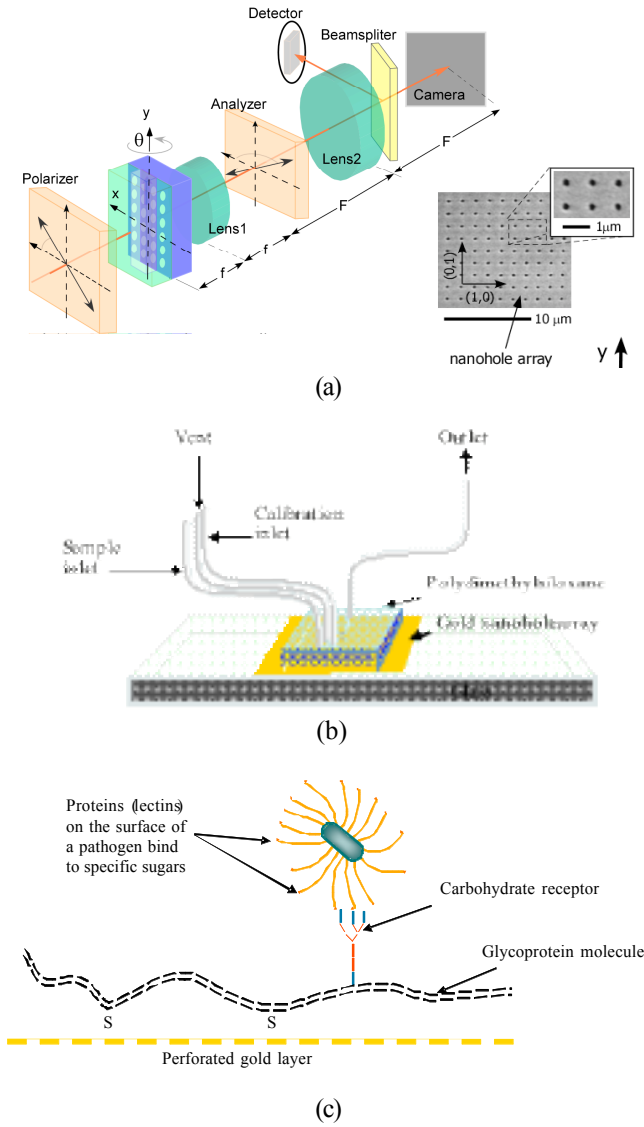 Detector
Beamspliter
Camera
Analyzer
y
θ
Lens2
F
Polarizer
x
Lens1
F
f
f
1μm
(0,1)
(1,0)
10 μm
nanohole array
y
(a)
Vent
Outlet
Calibration
inlet
Sample
inlet
Polydimethylsiloxane
Gold nanohole array
(b)
Proteins (lectins)
on the surface of
a pathogen bind
to specific sugars
Carbohydrate receptor
Glycoprotein molecule
S
S
Perforated gold layer
(c)